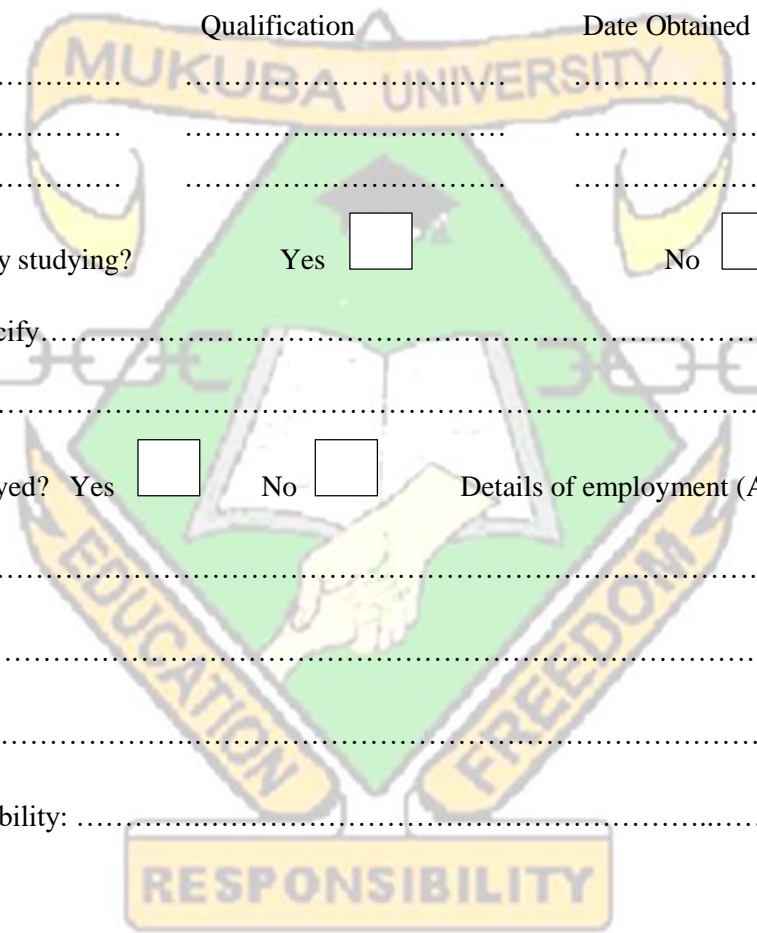 Qualification Date Obtained
MUKUBA UNIVERSITY
………… ………………………………… …………………
………… ………………………………… …………………
………… ………………………………… …………………
y studying? Yes No
cify…………………...……………………………………………………
……………………………………………………………………………
yed? Yes No Details of employment (A
……………………………………………………………………………
……………………………………………………………………………
……………………………………………………………………………
EDUCATION FREEDOM
bility: ………….……………………………………………..……
RESPONSIBILITY